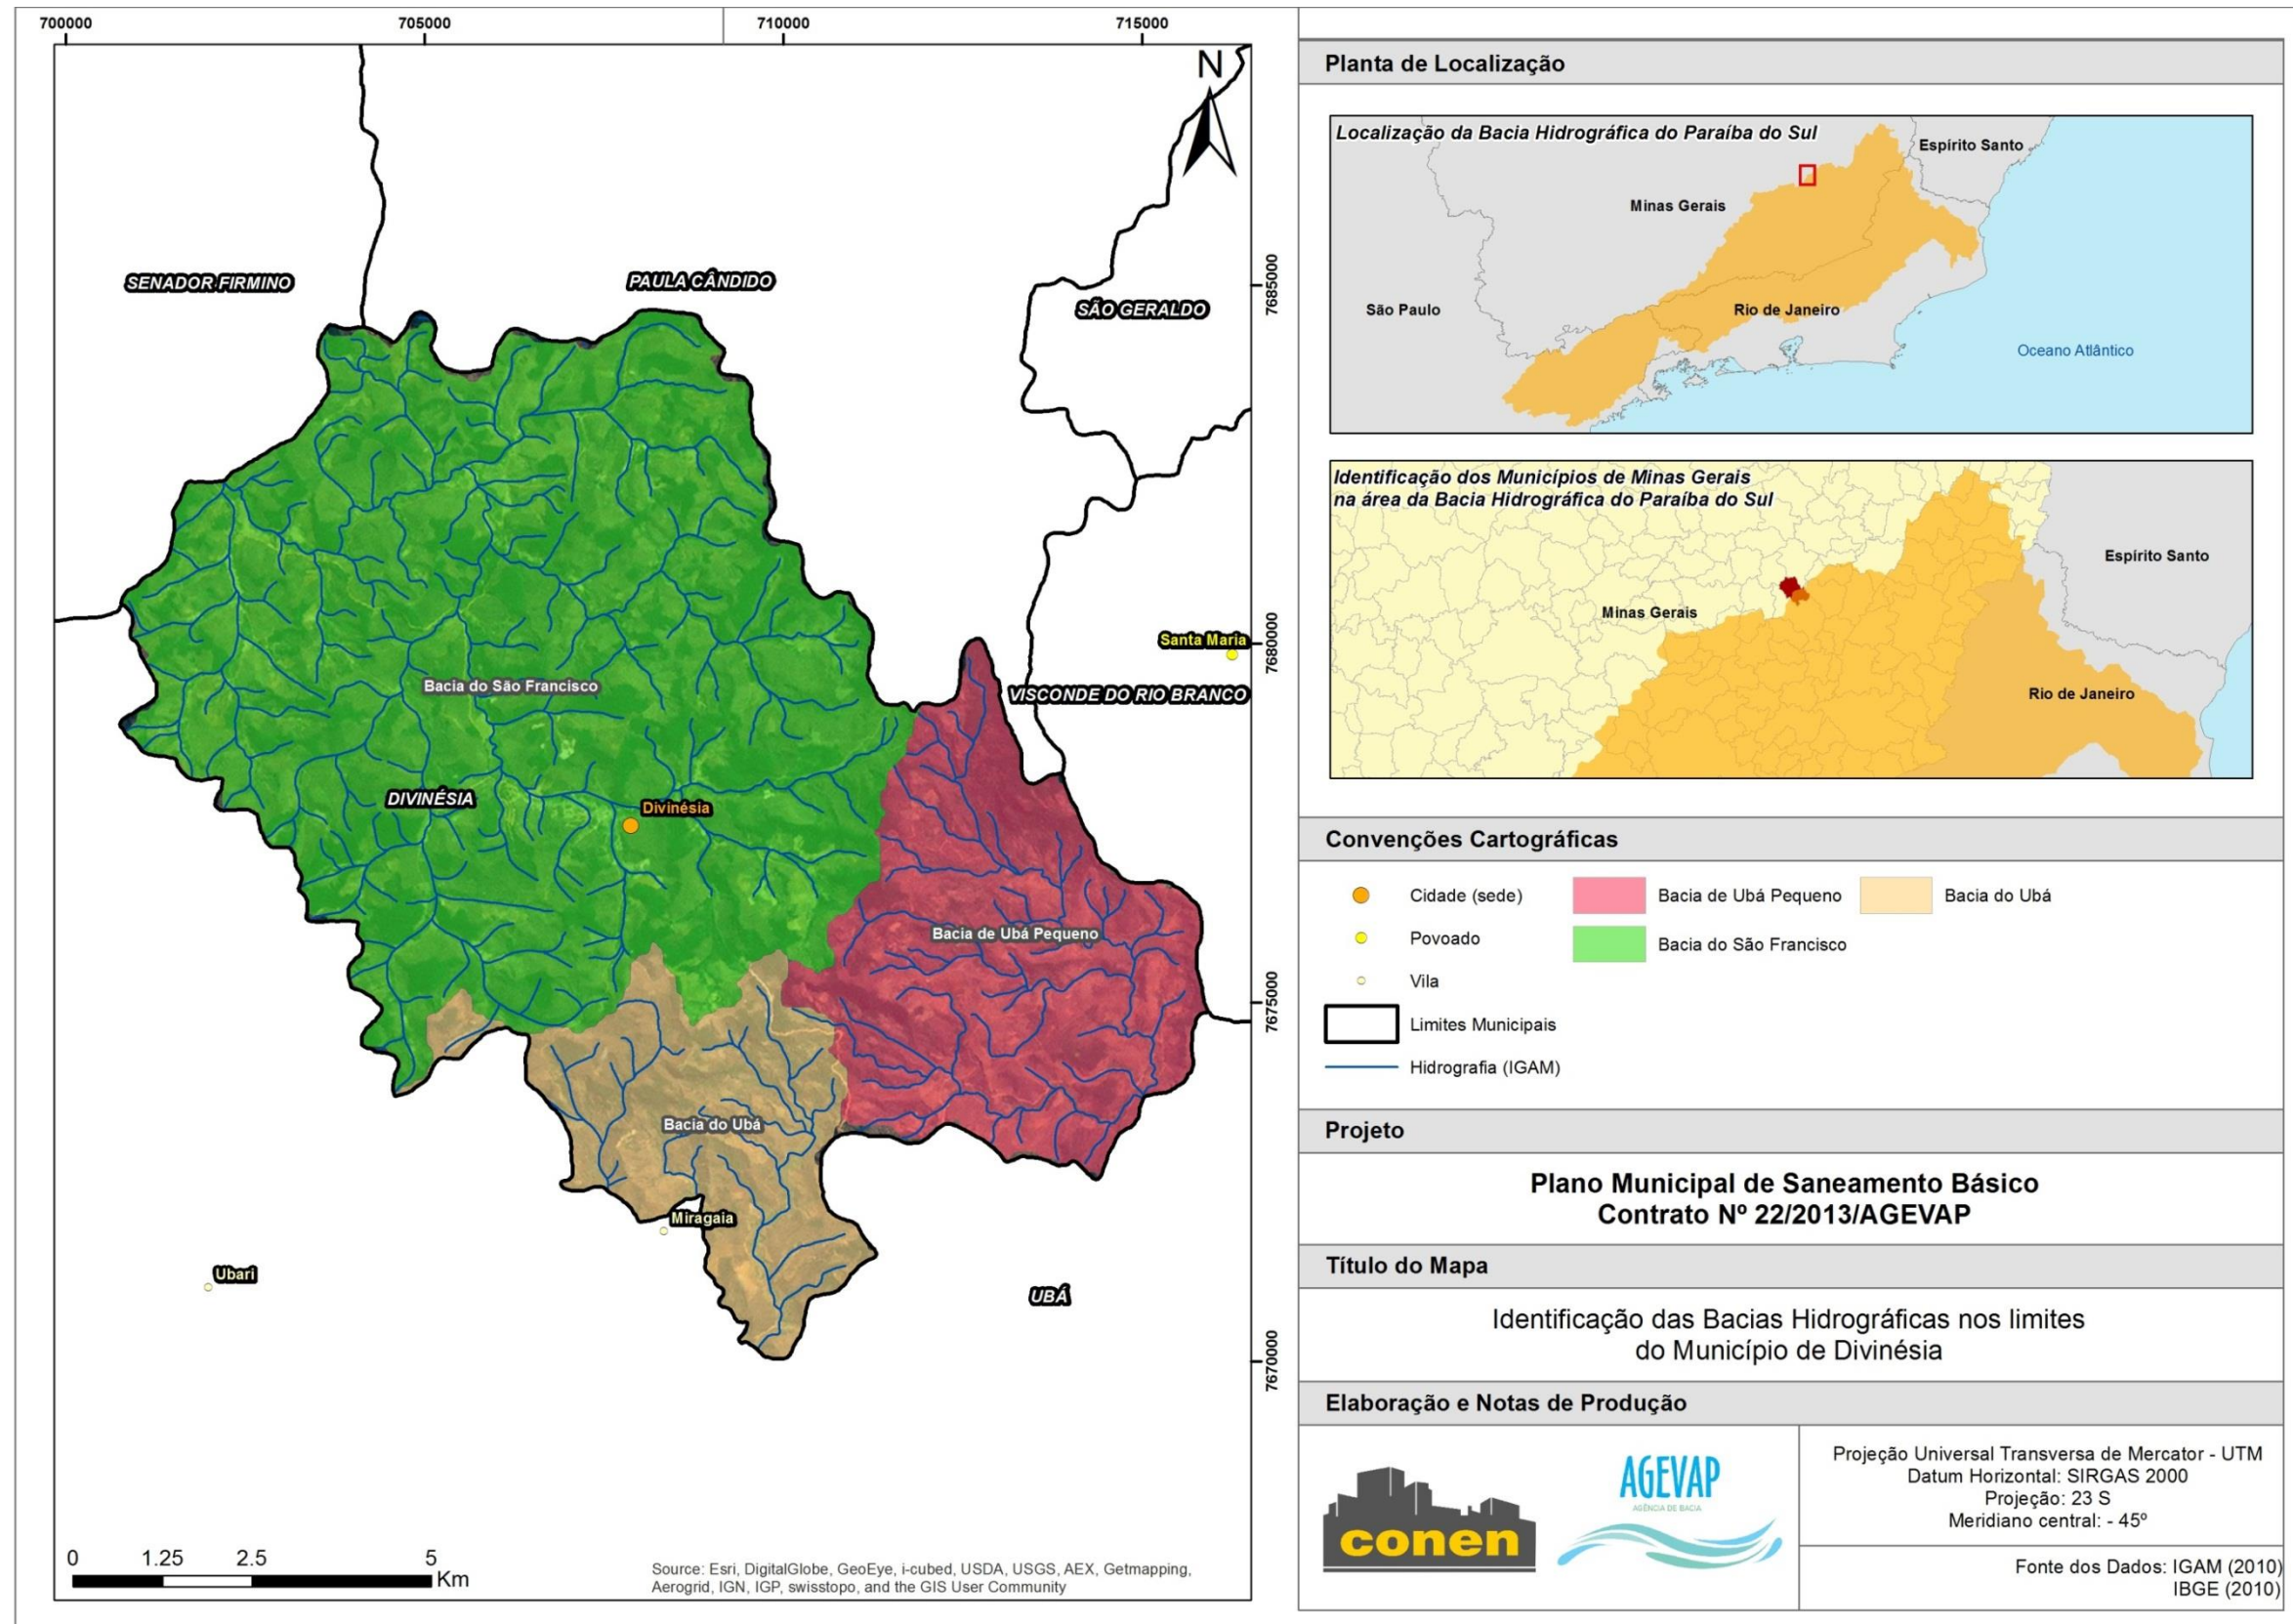 700000
705000
710000
715000
N
SENADOR FIRMINO
PAULA CÂNDIDO
SÃO GERALDO
7685000
Santa Maria
7680000
Bacia do São Francisco
VISCONDE DO RIO BRANCO
DIVINÉSIA
Divinésia
Bacia de Ubá Pequeno
7675000
Bacia do Ubá
Miragaia
Ubari
UBÁ
7670000
0
1.25
2.5
5
Km
Source: Esri, DigitalGlobe, GeoEye, i-cubed, USDA, USGS, AEX, Getmapping,
Aerogrid, IGN, IGP, swisstopo, and the GIS User Community
Planta de Localização
Localização da Bacia Hidrográfica do Paraíba do Sul
Espírito Santo
Minas Gerais
São Paulo
Rio de Janeiro
Oceano Atlântico
Identificação dos Municípios de Minas Gerais
na área da Bacia Hidrográfica do Paraíba do Sul
Espírito Santo
Minas Gerais
Rio de Janeiro
Convenções Cartográficas
Cidade (sede)
Bacia de Ubá Pequeno
Bacia do Ubá
Povoado
Bacia do São Francisco
Vila
Limites Municipais
Hidrografia (IGAM)
Projeto
Plano Municipal de Saneamento Básico
Contrato Nº 22/2013/AGEVAP
Título do Mapa
Identificação das Bacias Hidrográficas nos limites
do Município de Divinésia
Elaboração e Notas de Produção
conen
AGEVAP
AGÊNCIA DE BACIA
Projeção Universal Transversa de Mercator - UTM
Datum Horizontal: SIRGAS 2000
Projeção: 23 S
Meridiano central: - 45º
Fonte dos Dados: IGAM (2010)
IBGE (2010)